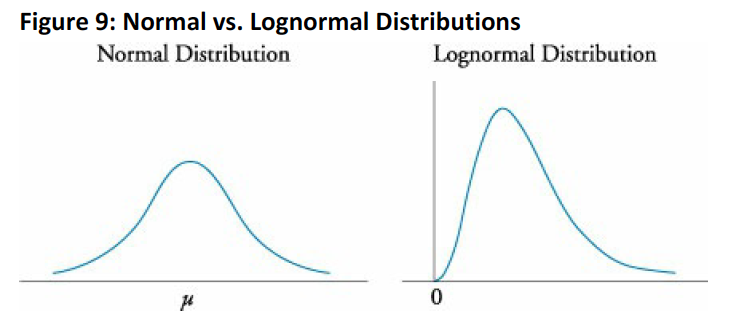 Figure 9: Normal vs. Lognormal Distributions
Normal Distribution
Lognormal Distribution
μ
0